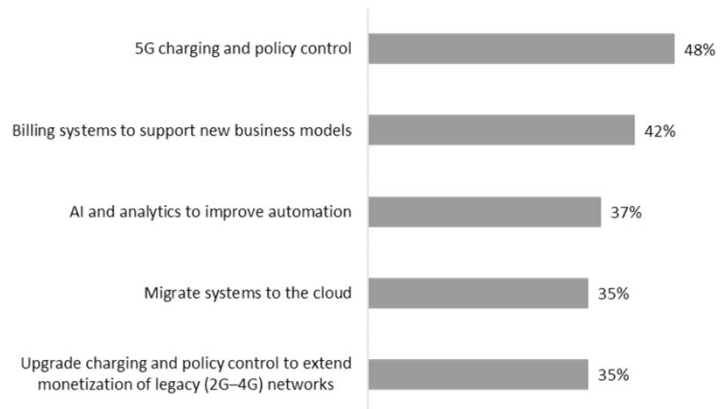 5G charging and policy control
48%
Billing systems to support new business models
42%
AI and analytics to improve automation
37%
Migrate systems to the cloud
35%
Upgrade charging and policy control to extend
monetization of legacy (2G–4G) networks
35%